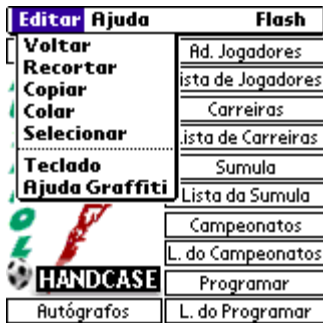 Editar Ajuda Flash
Voltar
Recortar
Copiar
Colar
Selecionar
Teclado
Ajuda Graffiti
Ad. Jogadores
ista de Jogadores
Carreiras
ista de Carreiras
Sumula
Lista da Sumula
Campeonatos
L. do Campeonatos
Programar
L. do Programar
O
L
HANDCASE
Autógrafos